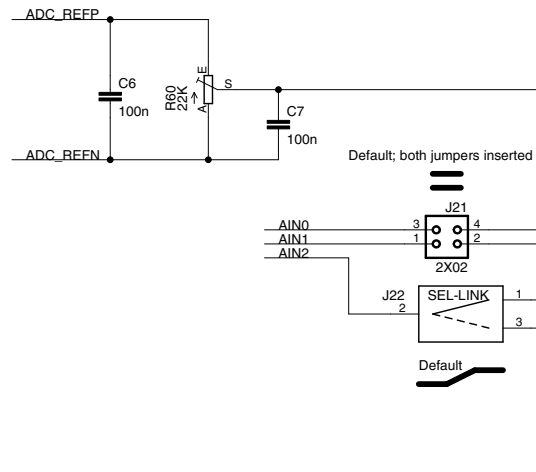 ADC_REFP
C6
100n
R60
22K
E
S
A
C7
100n
ADC_REFN
Default; both jumpers inserted
J21
AIN0
3
4
AIN1
1
2
AIN2
2X02
J22
SEL-LINK
1
2
3
Default